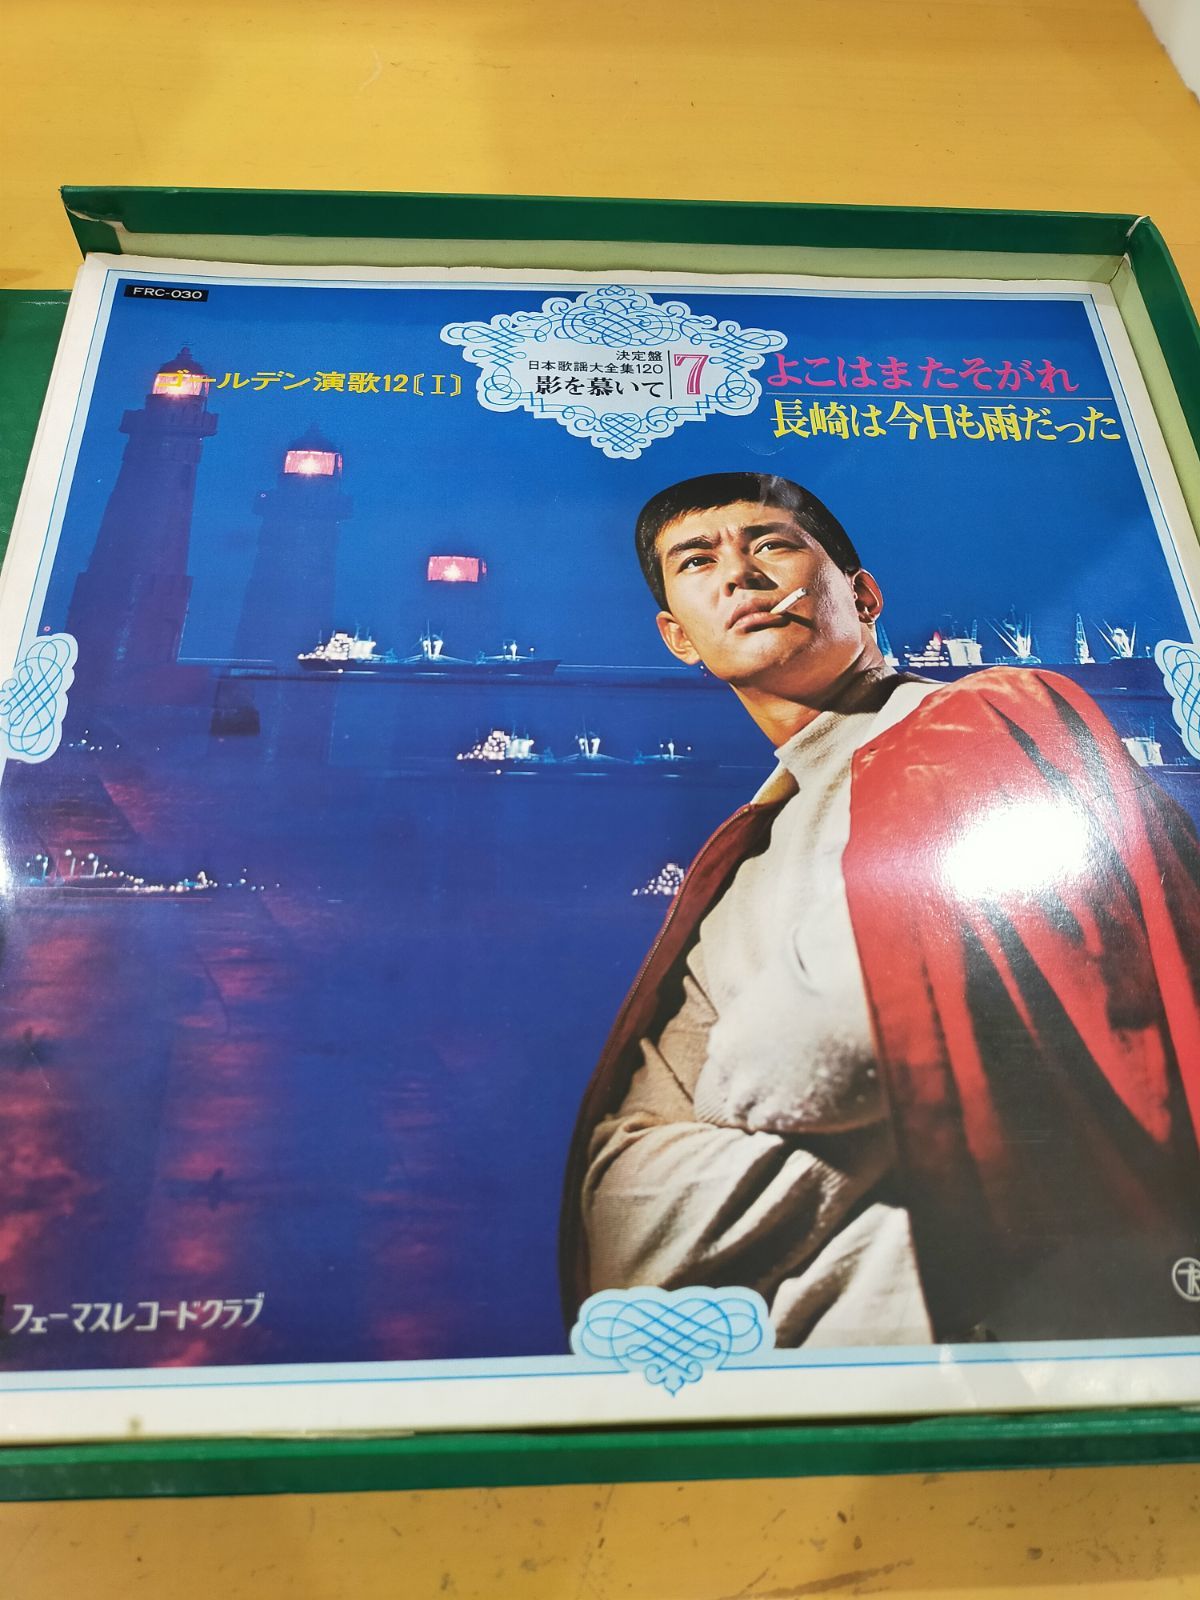 FRC-030
ゴールデン演歌12〔I〕
決定盤
日本歌謡大全集120
影を慕いて
7
よこはまたそがれ
長崎は今日も雨だった
フェーマスレコードクラブ